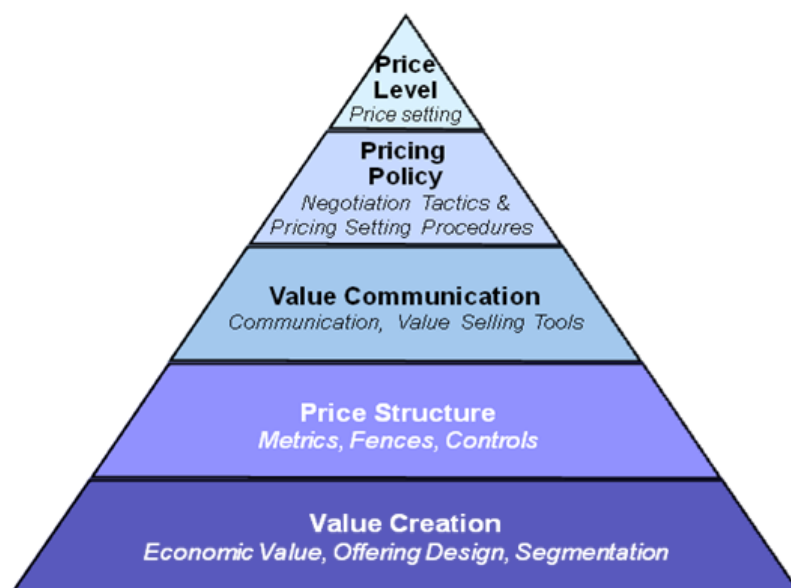 Price
Level
Price setting
Pricing
Policy
Negotiation Tactics &
Pricing Setting Procedures
Value Communication
Communication, Value Selling Tools
Price Structure
Metrics, Fences, Controls
Value Creation
Economic Value, Offering Design, Segmentation